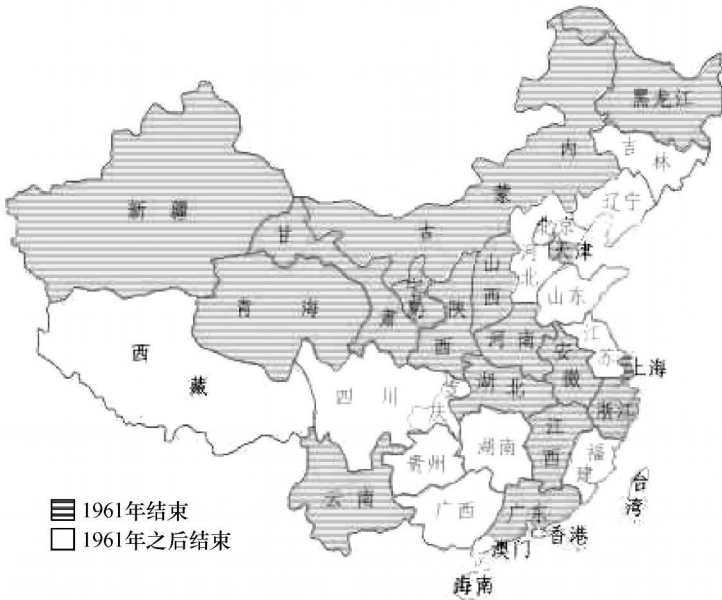 黑龙江
吉林
辽宁
内蒙古
新疆
甘肃
北京
天津
河北
山西
山东
青海
陕西
河南
江苏
安徽
上海
西藏
四川
湖北
浙江
江西
湖南
贵州
福建
台湾
云南
广西
广东
香港
澳门
海南
1961年结束
1961年之后结束